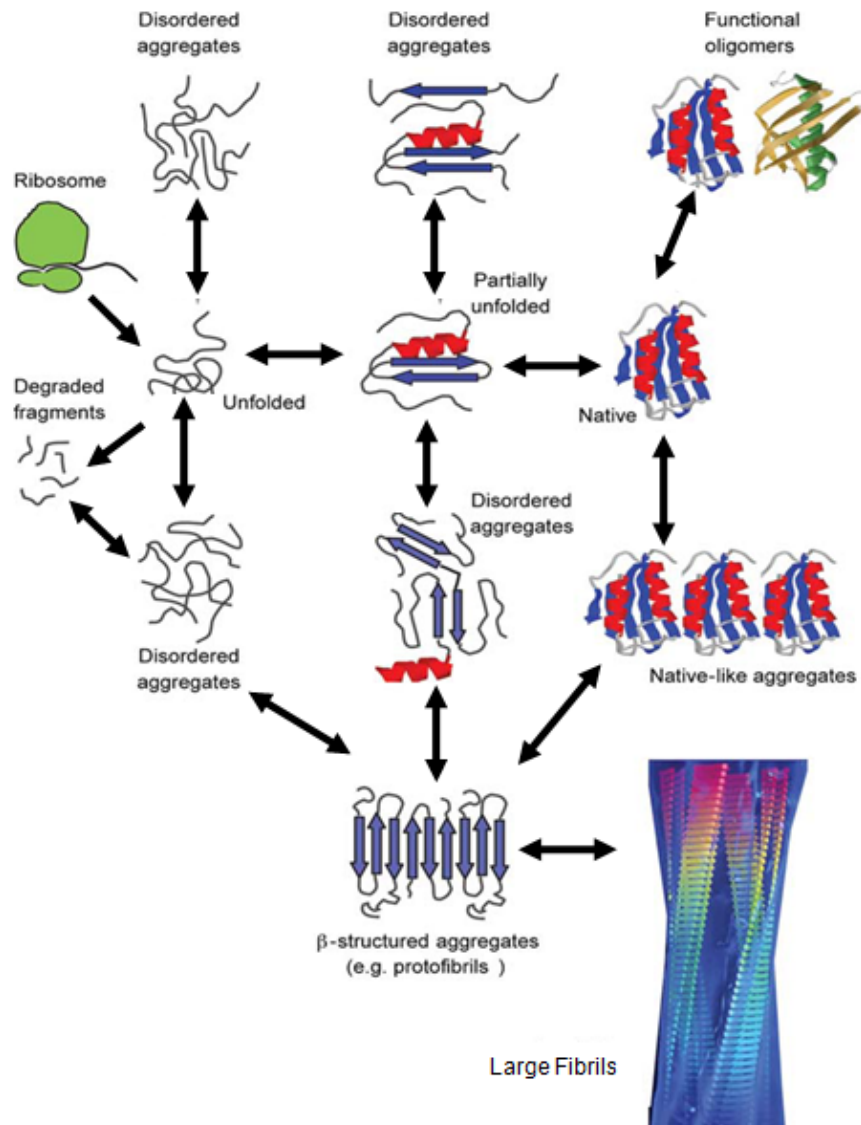 Disordered
aggregates
Disordered
aggregates
Functional
oligomers
Ribosome
Partially
unfolded
Degraded
fragments
Unfolded
Native
Disordered
aggregates
Disordered
aggregates
Native-like aggregates
β-structured aggregates
(e.g. protofibrils )
Large Fibrils